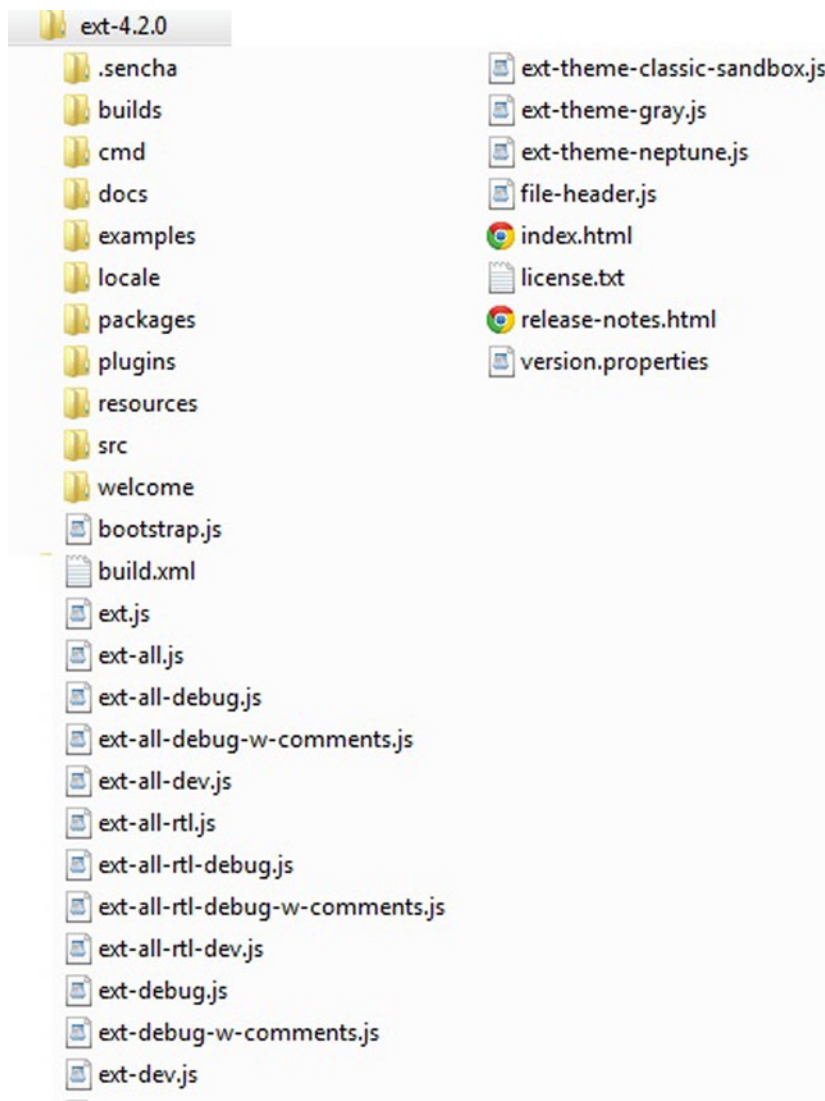 ext-4.2.0
.sencha
builds
cmd
docs
examples
locale
packages
plugins
resources
src
welcome
bootstrap.js
build.xml
ext.js
ext-all.js
ext-all-debug.js
ext-all-debug-w-comments.js
ext-all-dev.js
ext-all-rtl.js
ext-all-rtl-debug.js
ext-all-rtl-debug-w-comments.js
ext-all-rtl-dev.js
ext-debug.js
ext-debug-w-comments.js
ext-dev.js
ext-theme-classic-sandbox.js
ext-theme-gray.js
ext-theme-neptune.js
file-header.js
index.html
license.txt
release-notes.html
version.properties